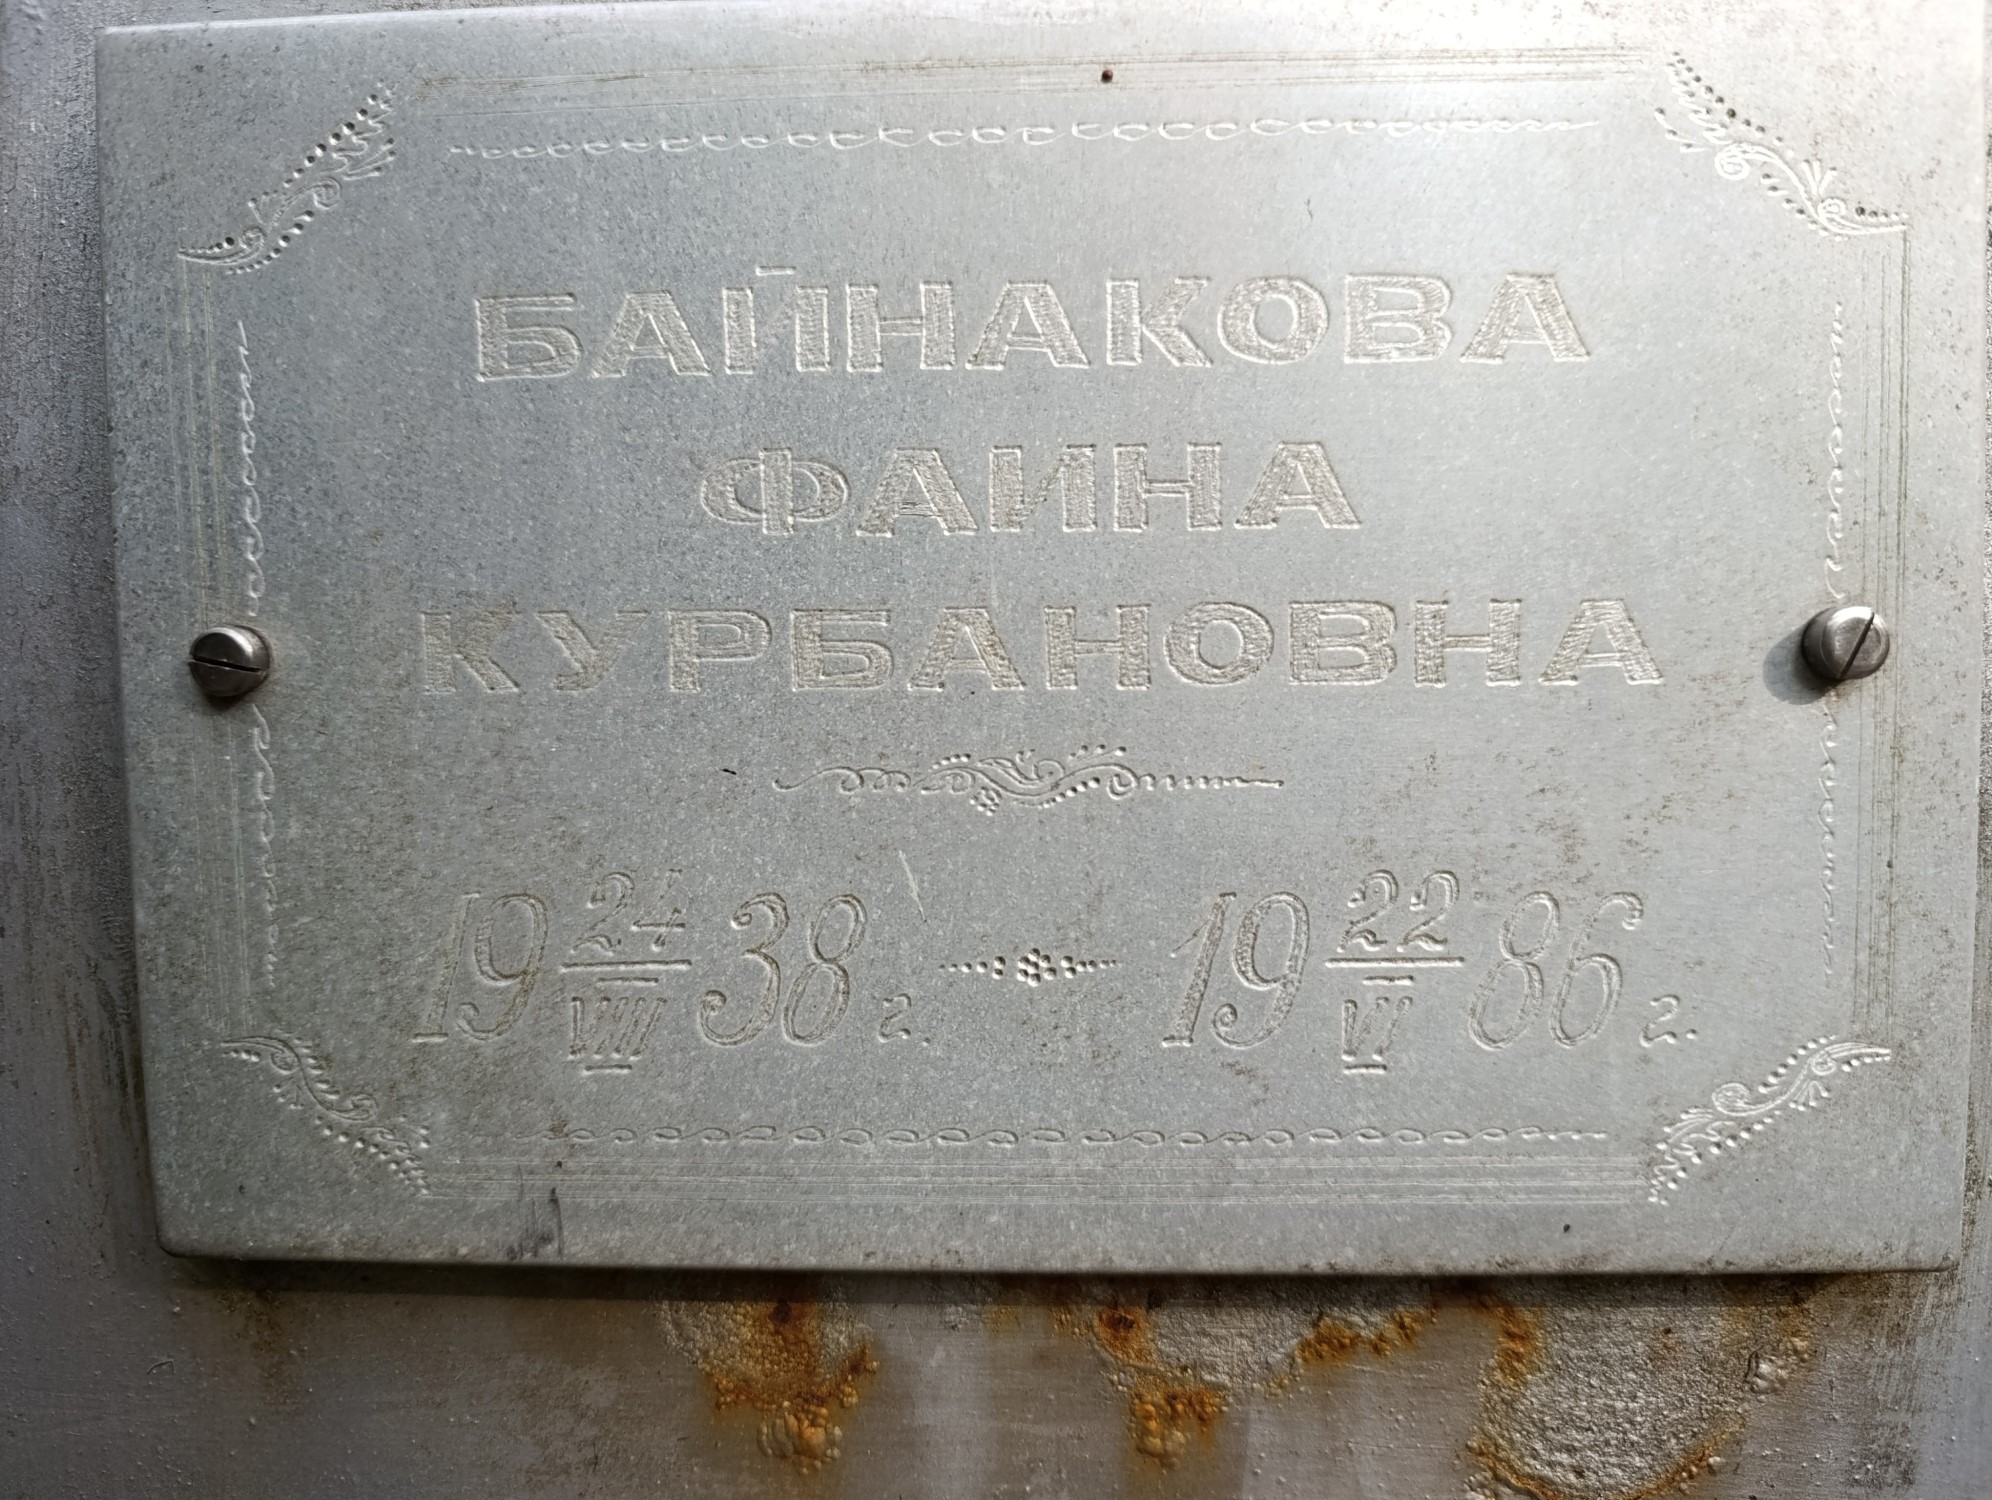 БАЙНАКОВА
ФАИНА
КУРБАНОВНА
19 24/VIII 38 г. — 19 22/VI 86 г.